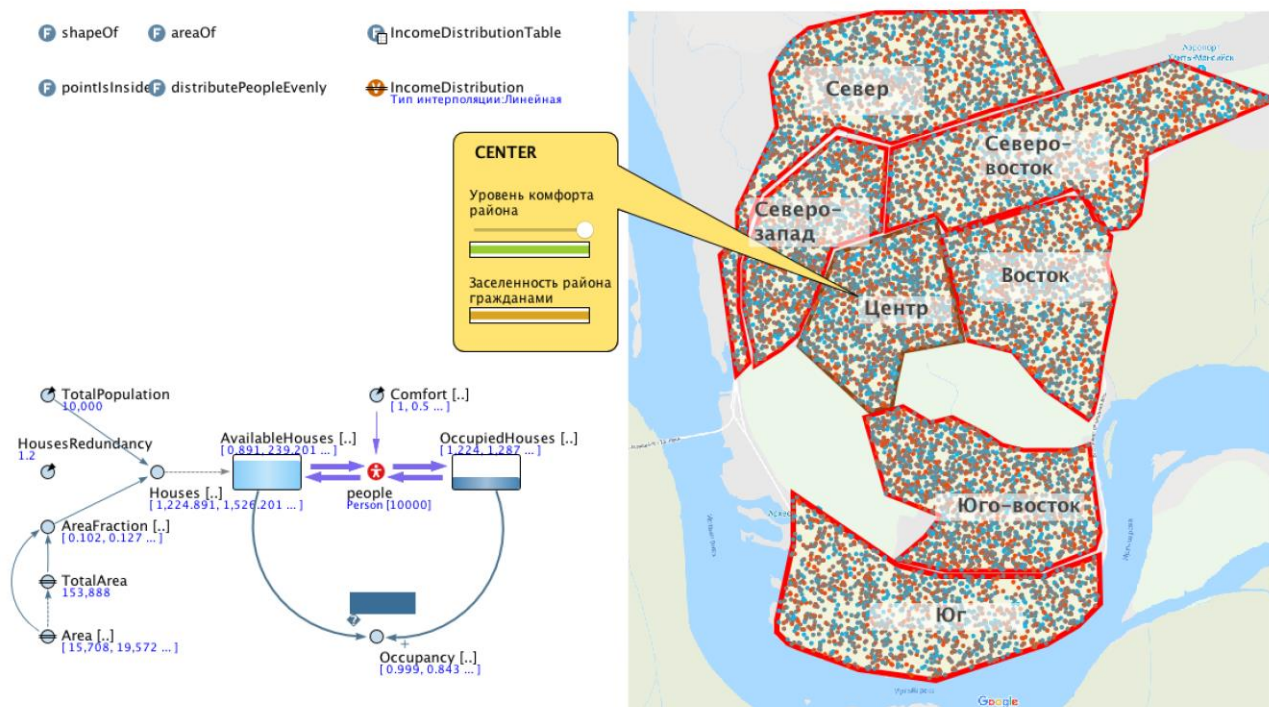 shapeOf
areaOf
IncomeDistributionTable
pointIsInside
distributePeopleEvenly
IncomeDistribution
Тип интерполяции:Линейная
CENTER
Уровень комфорта
района
Заселенность района
гражданами
TotalPopulation
10,000
HousesRedundancy
1.2
Houses [..]
[ 1,224.891, 1,526.201 ... ]
AreaFraction [..]
[ 0.102, 0.127 ... ]
TotalArea
153,888
Area [..]
[ 15,708, 19,572 ... ]
AvailableHouses [..]
[ 0.891, 239.201 ... ]
Comfort [..]
[ 1, 0.5 ... ]
people
Person [10000]
OccupiedHouses [..]
[ 1,224, 1,287 ... ]
Occupancy [..]
[ 0.999, 0.843 ... ]
Аэропорт
Север
Северо-
восток
Северо-
запад
Восток
Центр
Юго-восток
Юг
Google